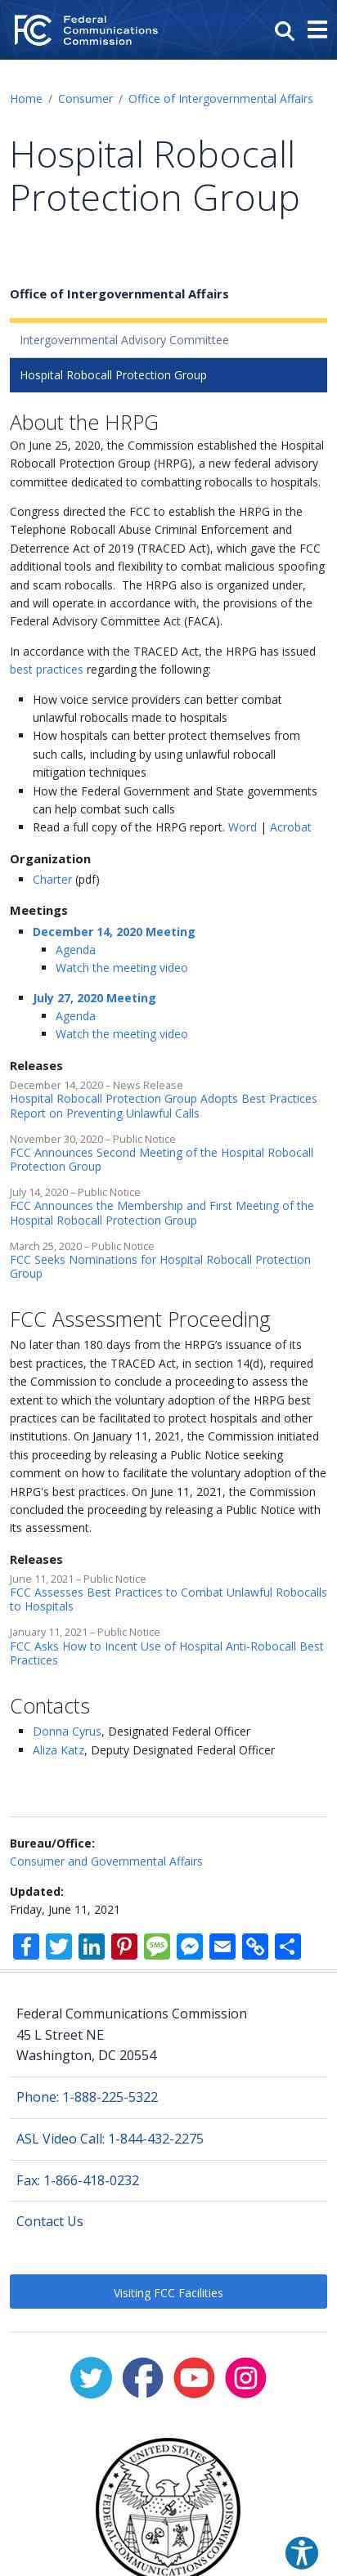 FCC Federal
Communications
Commission
Home / Consumer / Office of Intergovernmental Affairs
Hospital Robocall
Protection Group
Office of Intergovernmental Affairs
Intergovernmental Advisory Committee
Hospital Robocall Protection Group
About the HRPG
On June 25, 2020, the Commission established the Hospital
Robocall Protection Group (HRPG), a new federal advisory
committee dedicated to combatting robocalls to hospitals.
Congress directed the FCC to establish the HRPG in the
Telephone Robocall Abuse Criminal Enforcement and
Deterrence Act of 2019 (TRACED Act), which gave the FCC
additional tools and flexibility to combat malicious spoofing
and scam robocalls.  The HRPG also is organized under,
and will operate in accordance with, the provisions of the
Federal Advisory Committee Act (FACA).
In accordance with the TRACED Act, the HRPG has issued
best practices regarding the following:
How voice service providers can better combat
unlawful robocalls made to hospitals
How hospitals can better protect themselves from
such calls, including by using unlawful robocall
mitigation techniques
How the Federal Government and State governments
can help combat such calls
Read a full copy of the HRPG report. Word | Acrobat
Organization
Charter (pdf)
Meetings
December 14, 2020 Meeting
Agenda
Watch the meeting video
July 27, 2020 Meeting
Agenda
Watch the meeting video
Releases
December 14, 2020 – News Release
Hospital Robocall Protection Group Adopts Best Practices
Report on Preventing Unlawful Calls
November 30, 2020 – Public Notice
FCC Announces Second Meeting of the Hospital Robocall
Protection Group
July 14, 2020 – Public Notice
FCC Announces the Membership and First Meeting of the
Hospital Robocall Protection Group
March 25, 2020 – Public Notice
FCC Seeks Nominations for Hospital Robocall Protection
Group
FCC Assessment Proceeding
No later than 180 days from the HRPG’s issuance of its
best practices, the TRACED Act, in section 14(d), required
the Commission to conclude a proceeding to assess the
extent to which the voluntary adoption of the HRPG best
practices can be facilitated to protect hospitals and other
institutions. On January 11, 2021, the Commission initiated
this proceeding by releasing a Public Notice seeking
comment on how to facilitate the voluntary adoption of the
HRPG's best practices. On June 11, 2021, the Commission
concluded the proceeding by releasing a Public Notice with
its assessment.
Releases
June 11, 2021 – Public Notice
FCC Assesses Best Practices to Combat Unlawful Robocalls
to Hospitals
January 11, 2021 – Public Notice
FCC Asks How to Incent Use of Hospital Anti-Robocall Best
Practices
Contacts
Donna Cyrus, Designated Federal Officer
Aliza Katz, Deputy Designated Federal Officer
Bureau/Office:
Consumer and Governmental Affairs
Updated:
Friday, June 11, 2021
SMS
Federal Communications Commission
45 L Street NE
Washington, DC 20554
Phone: 1-888-225-5322
ASL Video Call: 1-844-432-2275
Fax: 1-866-418-0232
Contact Us
Visiting FCC Facilities
UNITED STATES
FEDERAL COMMUNICATIONS COMMISSION